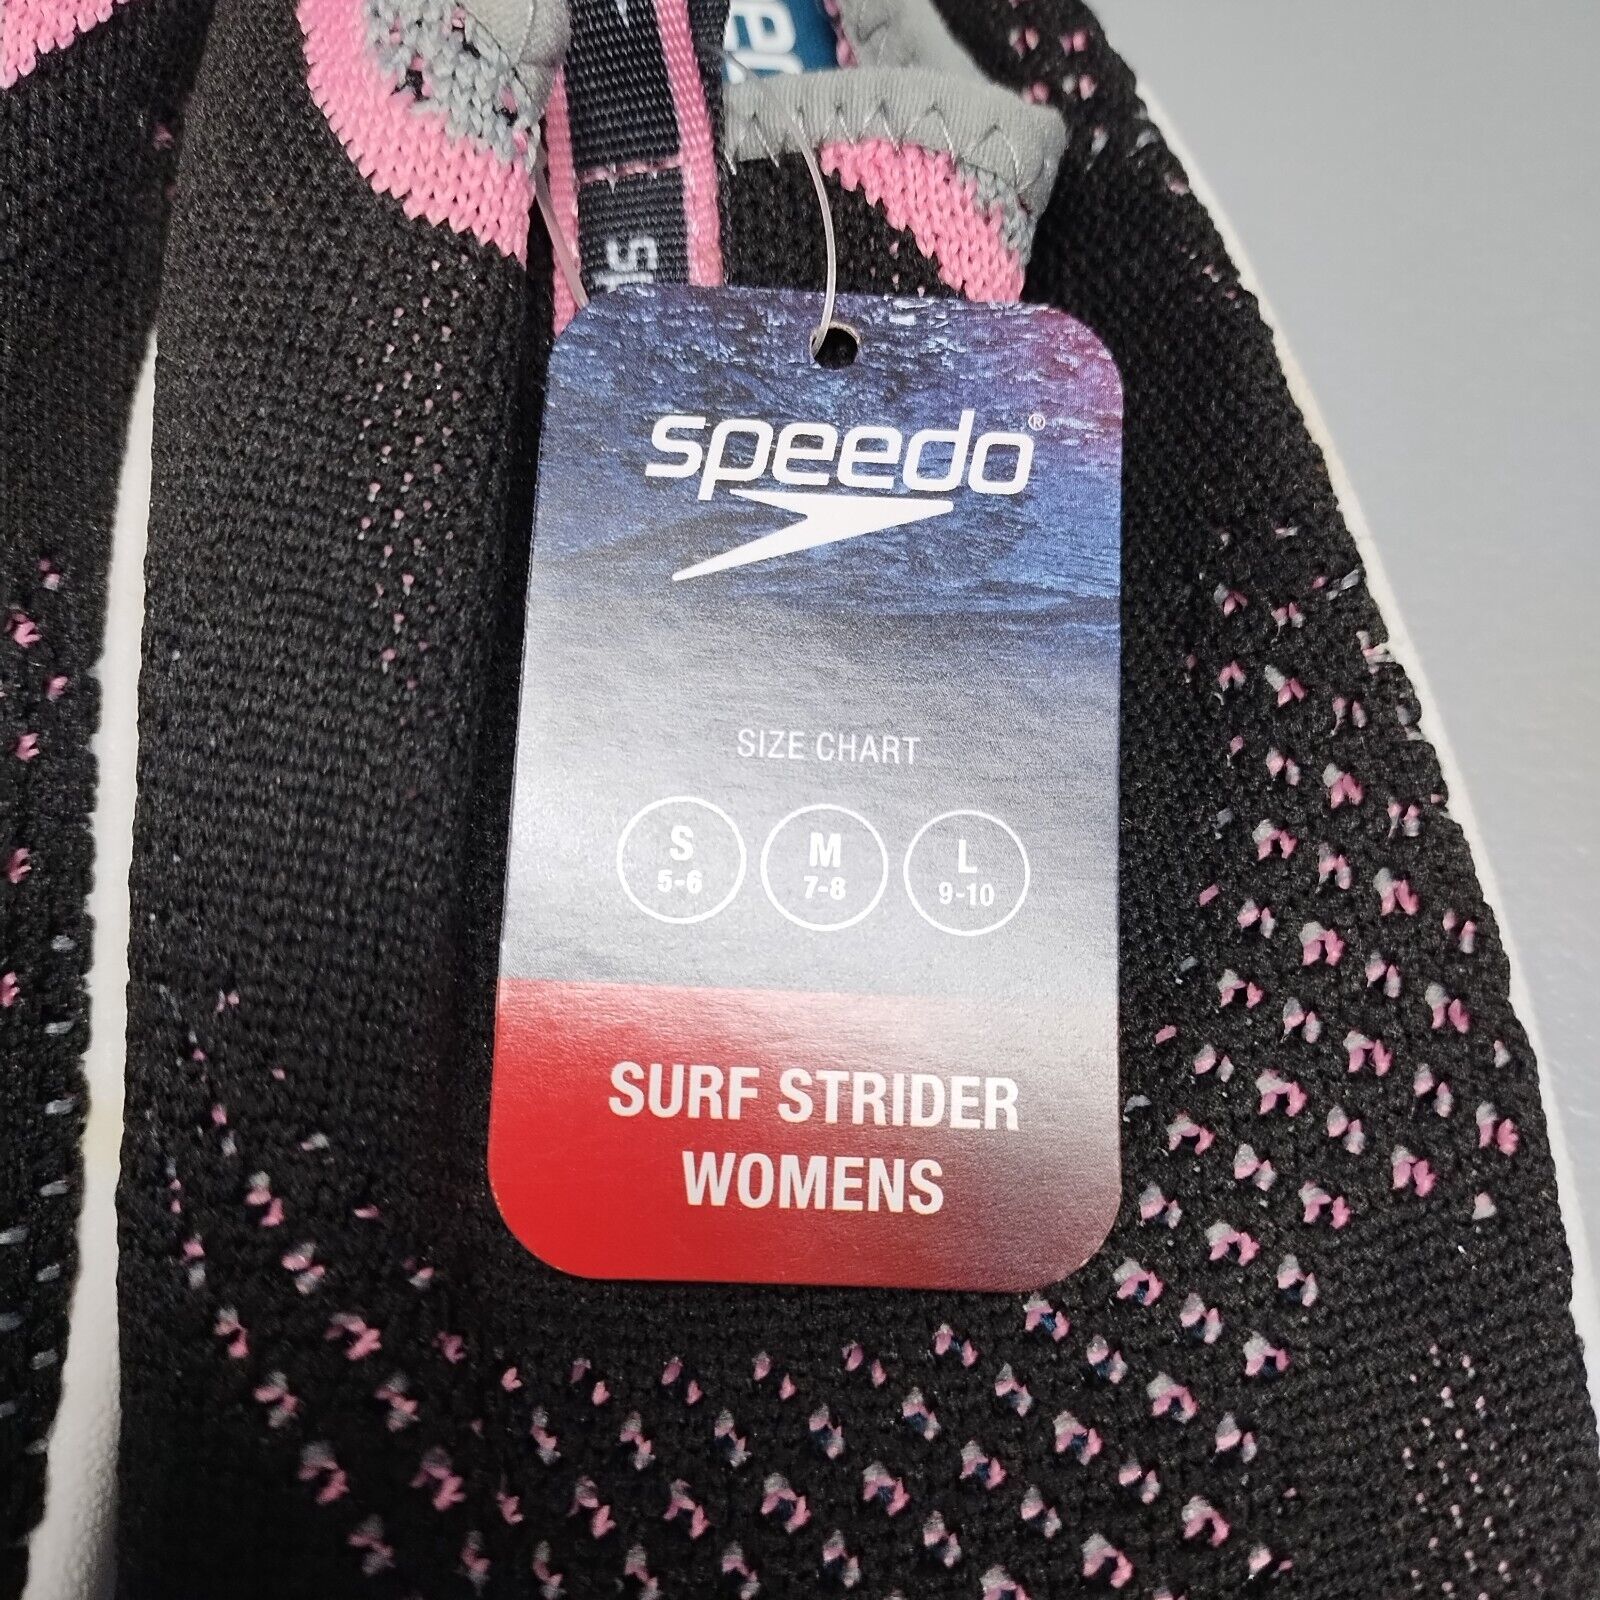 speedo®
SIZE CHART
S M L
5-6 7-8 9-10
SURF STRIDER
WOMENS